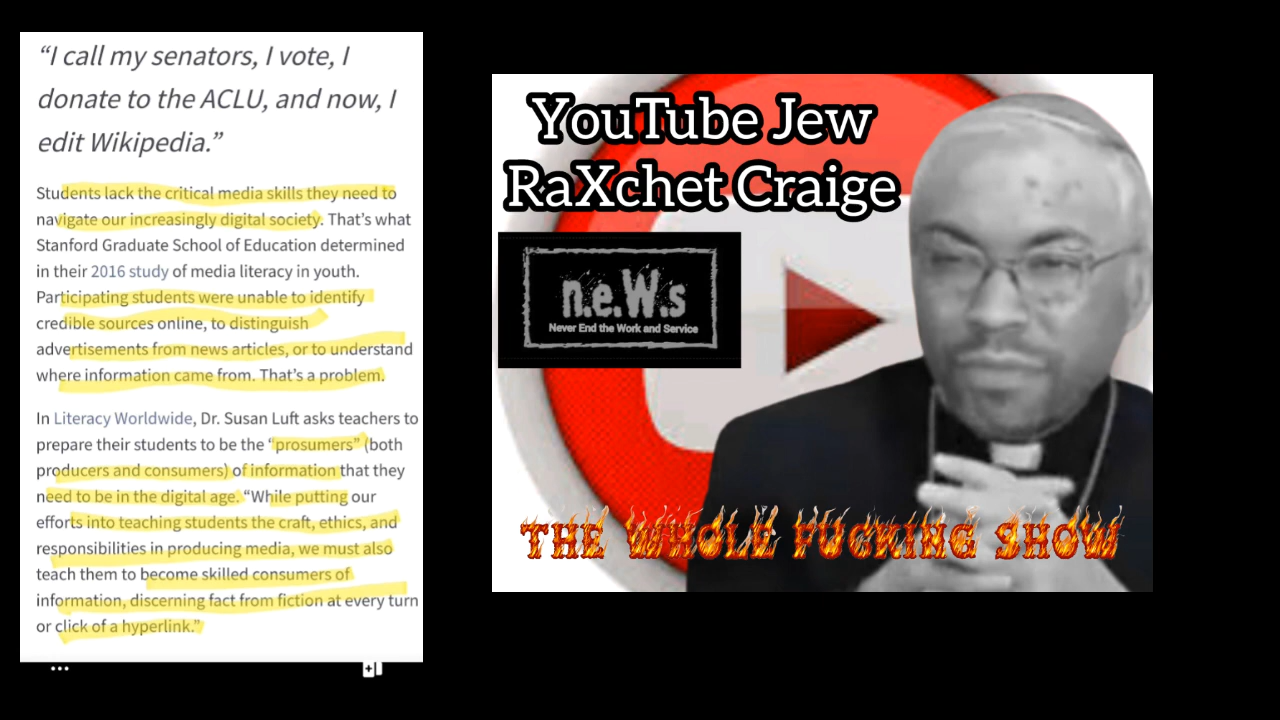 “I call my senators, I vote, I
donate to the ACLU, and now, I
edit Wikipedia.”
Students lack the critical media skills they need to
navigate our increasingly digital society. That’s what
Stanford Graduate School of Education determined
in their 2016 study of media literacy in youth.
Participating students were unable to identify
credible sources online, to distinguish
advertisements from news articles, or to understand
where information came from. That’s a problem.
In Literacy Worldwide, Dr. Susan Luft asks teachers to
prepare their students to be the “prosumers” (both
producers and consumers) of information that they
need to be in the digital age. “While putting our
efforts into teaching students the craft, ethics, and
responsibilities in producing media, we must also
teach them to become skilled consumers of
information, discerning fact from fiction at every turn
or click of a hyperlink.”
YouTube Jew
RaXchet Craige
n.e.W.s
Never End the Work and Service
THE WHOLE FUCKING SHOW